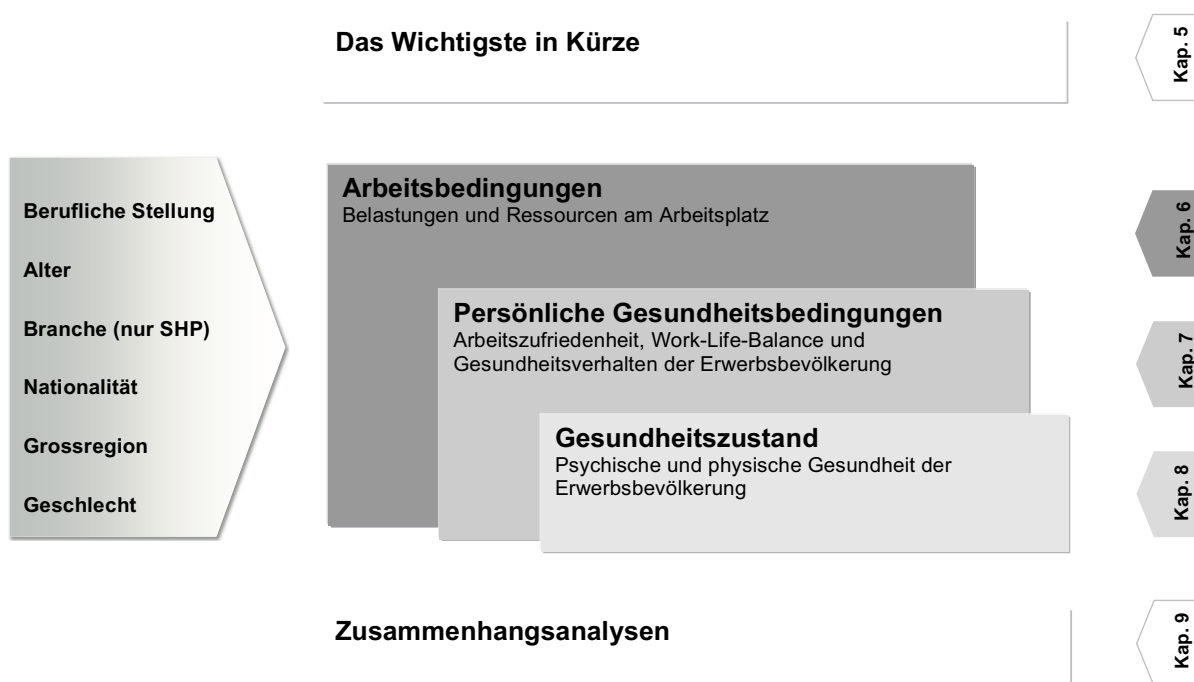 Das Wichtigste in Kürze
Kap. 5
Berufliche Stellung
Alter
Branche (nur SHP)
Nationalität
Grossregion
Geschlecht
Arbeitsbedingungen
Belastungen und Ressourcen am Arbeitsplatz
Kap. 6
Persönliche Gesundheitsbedingungen
Arbeitszufriedenheit, Work-Life-Balance und
Gesundheitsverhalten der Erwerbsbevölkerung
Kap. 7
Gesundheitszustand
Psychische und physische Gesundheit der
Erwerbsbevölkerung
Kap. 8
Zusammenhangsanalysen
Kap. 9